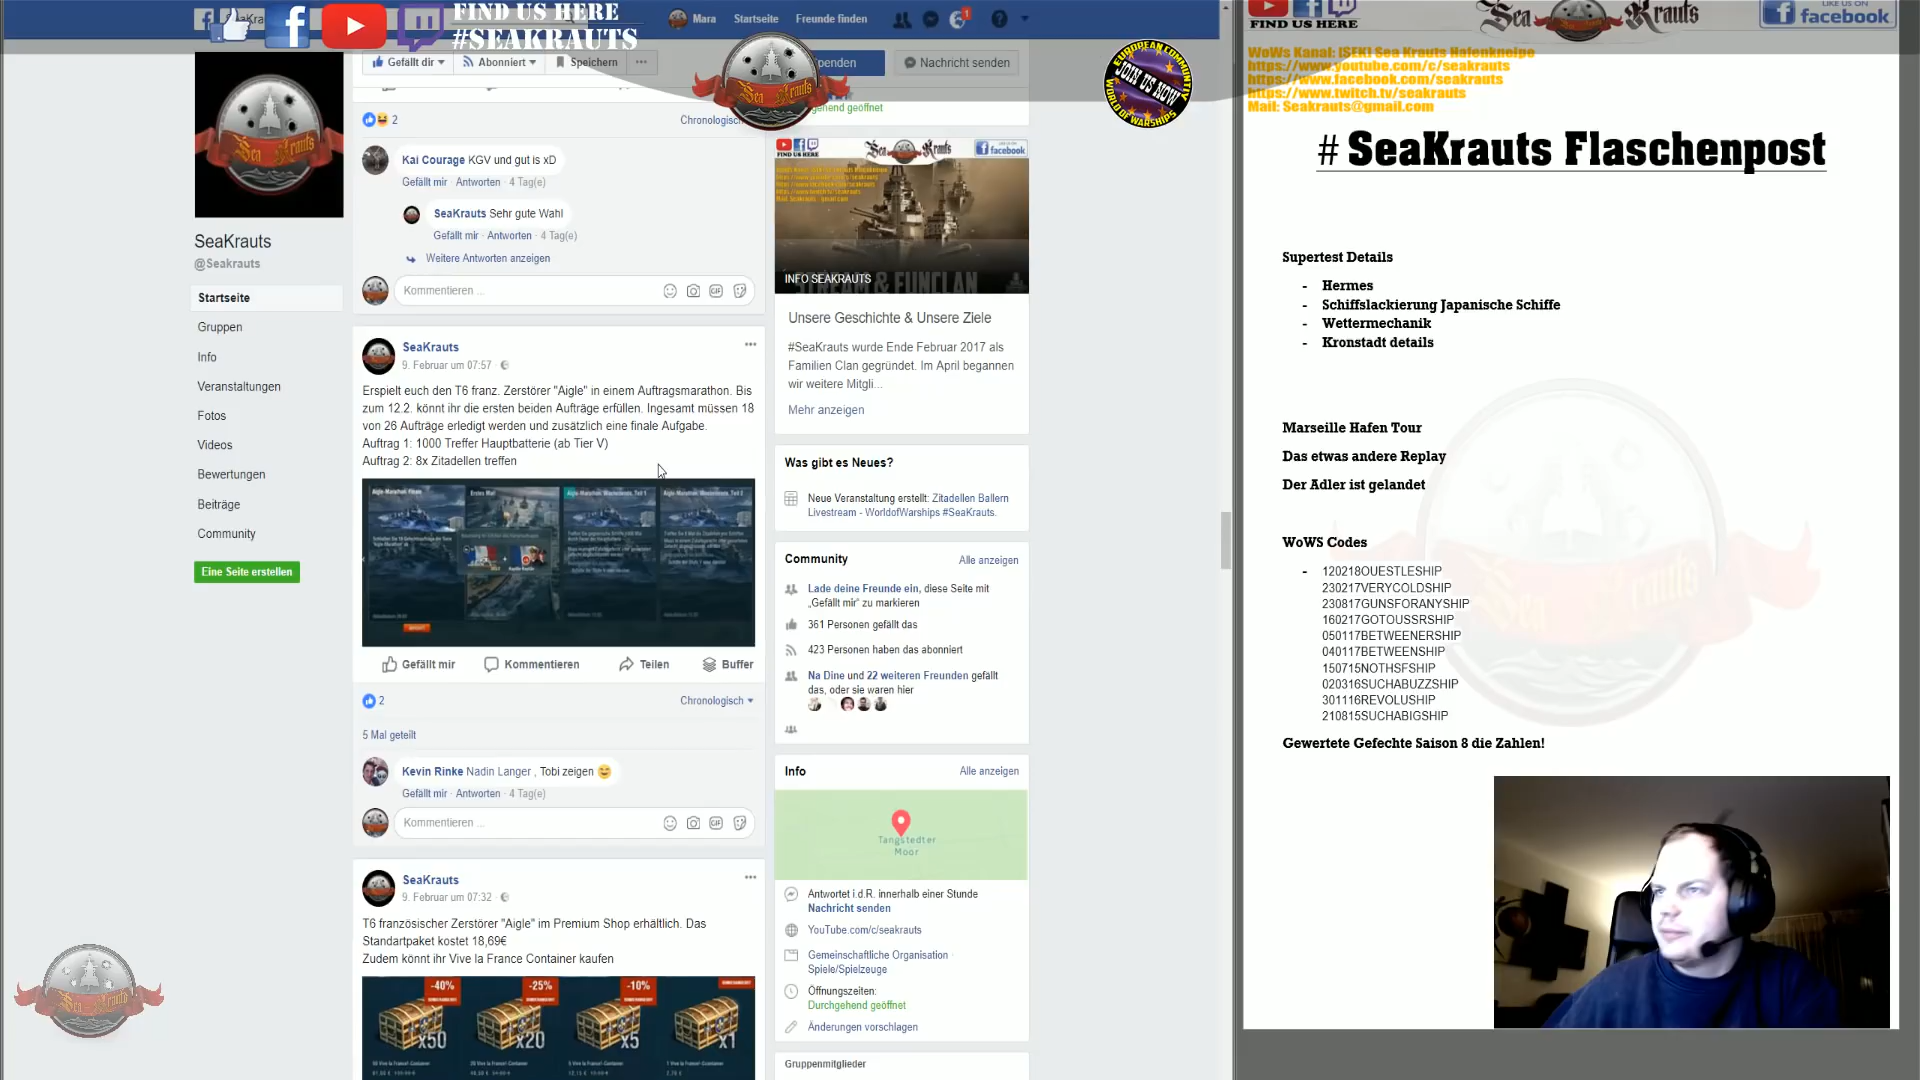 FIND US HERE
#SEAKRAUTS
Mara Startseite Freunde finden
1
Gefällt dir Abonniert Speichern
Nachricht senden
2
Kai Courage KGV und gut is xD
Gefällt mir · Antworten · 4 Tag(e)
SeaKrauts Sehr gute Wahl
Gefällt mir · Antworten · 4 Tag(e)
Weitere Antworten anzeigen
Kommentieren ...
SeaKrauts
@Seakrauts
Startseite
Gruppen
Info
Veranstaltungen
Fotos
Videos
Bewertungen
Beiträge
Community
Eine Seite erstellen
SeaKrauts
9. Februar um 07:57 ·
Erspielt euch den T6 franz. Zerstörer "Aigle" in einem Auftragsmarathon. Bis
zum 12.2. könnt ihr die ersten beiden Aufträge erfüllen. Ingesamt müssen 18
von 26 Aufträge erledigt werden und zusätzlich eine finale Aufgabe.
Auftrag 1: 1000 Treffer Hauptbatterie (ab Tier V)
Auftrag 2: 8x Zitadellen treffen
Gefällt mir Kommentieren Teilen Buffer
2 Chronologisch
5 Mal geteilt
Kevin Rinke Nadin Langer , Tobi zeigen
Gefällt mir · Antworten · 4 Tag(e)
Kommentieren ...
SeaKrauts
9. Februar um 07:32 ·
T6 französischer Zerstörer "Aigle" im Premium Shop erhältlich. Das
Standartpaket kostet 18,69€
Zudem könnt ihr Vive la France Container kaufen
-40% -25% -10%
x50 x20 x5 x1
Sea Krauts
EUROPEAN COMMUNITY
JOIN US NOW
WORLD OF WARSHIPS
facebook
INFO SEAKRAUTS
Unsere Geschichte & Unsere Ziele
#SeaKrauts wurde Ende Februar 2017 als
Familien Clan gegründet. Im April begannen
wir weitere Mitgli...
Mehr anzeigen
Was gibt es Neues?
Neue Veranstaltung erstellt: Zitadellen Ballern
Livestream - WorldofWarships #SeaKrauts.
Community Alle anzeigen
Lade deine Freunde ein, diese Seite mit
„Gefällt mir“ zu markieren
361 Personen gefällt das
423 Personen haben das abonniert
Na Dine und 22 weiteren Freunden gefällt
das, oder sie waren hier
Info Alle anzeigen
Tangstedter
Moor
Antwortet i.d.R. innerhalb einer Stunde
Nachricht senden
YouTube.com/c/seakrauts
Gemeinschaftliche Organisation ·
Spiele/Spielzeuge
Öffnungszeiten:
Durchgehend geöffnet
Änderungen vorschlagen
Gruppenmitglieder
FIND US HERE
Sea Krauts
LIKE US ON
facebook
WoWs Kanal: [SEK] Sea Krauts Hafenkneipe
https://www.youtube.com/c/seakrauts
https://www.facebook.com/seakrauts
https://www.twitch.tv/seakrauts
Mail: Seakrauts@gmail.com
# SeaKrauts Flaschenpost
Supertest Details
- Hermes
- Schiffslackierung Japanische Schiffe
- Wettermechanik
- Kronstadt details
Marseille Hafen Tour
Das etwas andere Replay
Der Adler ist gelandet
WoWS Codes
- 120218OUESTLESHIP
230217VERYCOLDSHIP
230817GUNSFORANYSHIP
160217GOTOUSSRSHIP
050117BETWEENERSHIP
040117BETWEENSHIP
150715NOTHSFSHIP
020316SUCHABUZZSHIP
301116REVOLUSHIP
210815SUCHABIGSHIP
Gewertete Gefechte Saison 8 die Zahlen!